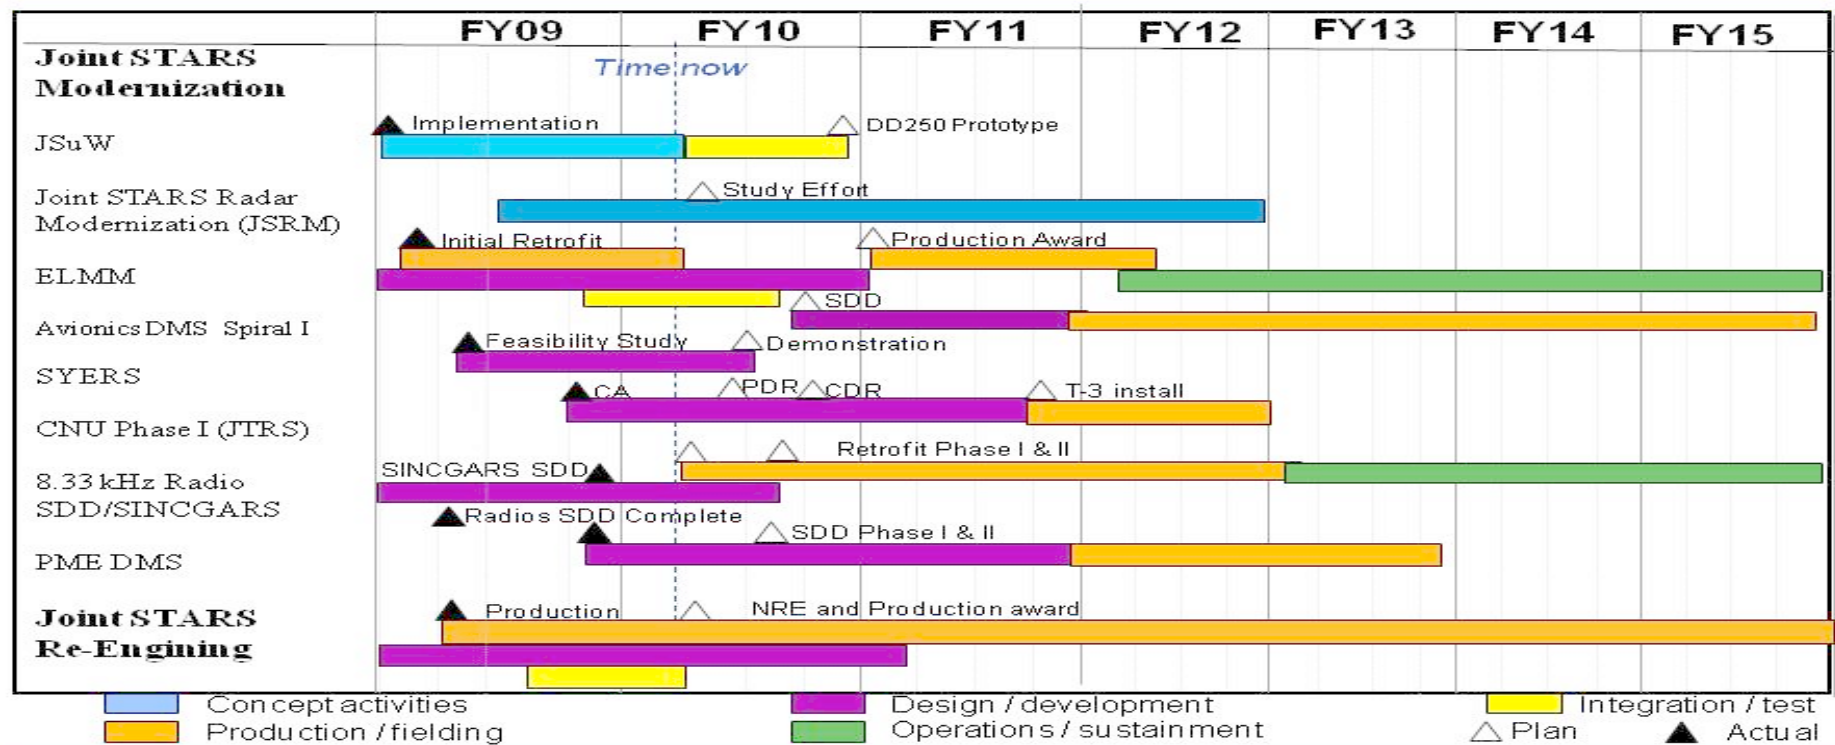 FY09 FY10 FY11 FY12 FY13 FY14 FY15
Joint STARS
Modernization
Time now
Implementation
DD250 Prototype
JSuW
Study Effort
Joint STARS Radar
Modernization (JSRM)
Initial Retrofit
Production Award
ELMM
SDD
Avionics DMS Spiral I
Feasibility Study
Demonstration
SYERS
CA
PDR
CDR
T-3 install
CNU Phase I (JTRS)
Retrofit Phase I & II
SINCGARS SDD
8.33 kHz Radio
SDD/SINCGARS
Radios SDD Complete
SDD Phase I & II
PME DMS
Production
NRE and Production award
Joint STARS
Re-Engining
Concept activities
Design / development
Integration / test
Production / fielding
Operations / sustainment
Plan
Actual